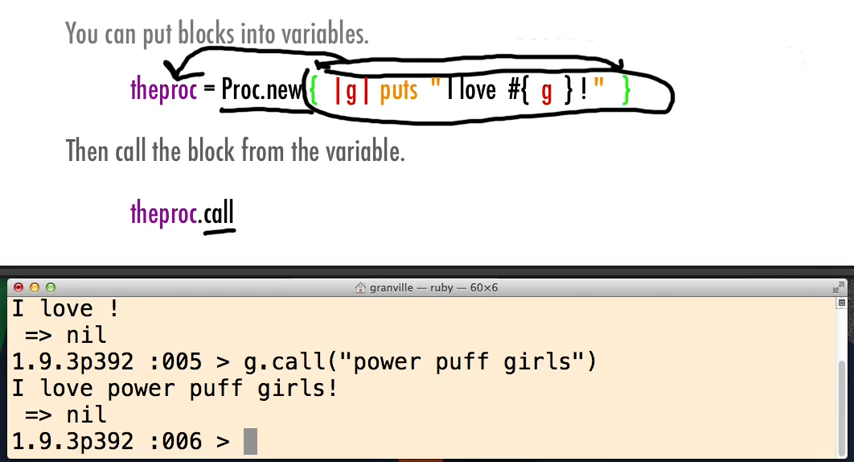 You can put blocks into variables.
theproc = Proc.new { |g| puts "I love #{ g }!" }
Then call the block from the variable.
theproc.call
granville — ruby — 60×6
I love !
=> nil
1.9.3p392 :005 > g.call("power puff girls")
I love power puff girls!
=> nil
1.9.3p392 :006 >